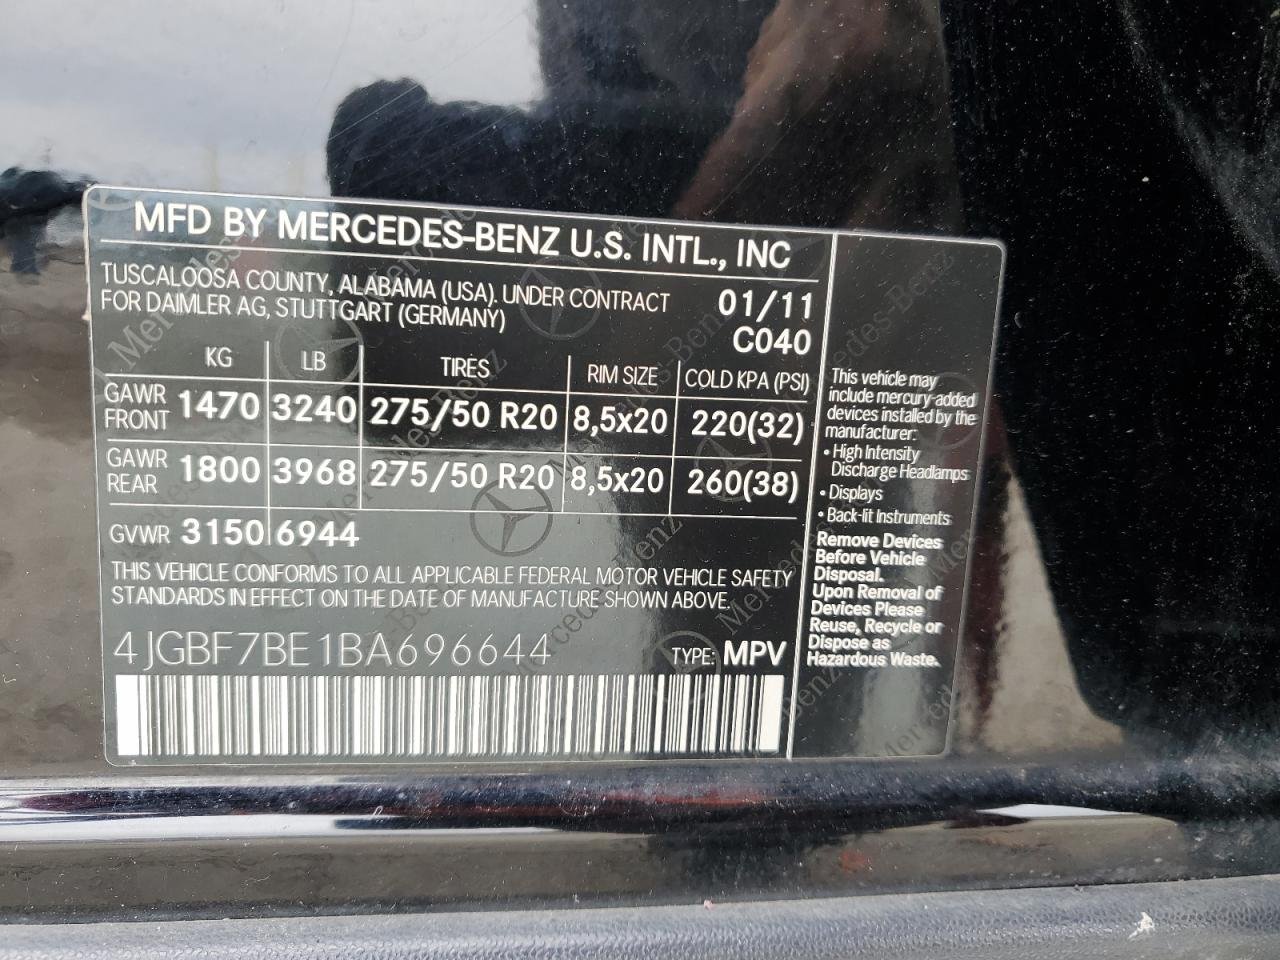 MFD BY MERCEDES-BENZ U.S. INTL., INC
TUSCALOOSA COUNTY, ALABAMA (USA). UNDER CONTRACT
FOR DAIMLER AG, STUTTGART (GERMANY)
01/11
C040
KG LB TIRES RIM SIZE COLD KPA (PSI)
GAWR FRONT 1470 3240 275/50 R20 8,5x20 220(32)
GAWR REAR 1800 3968 275/50 R20 8,5x20 260(38)
GVWR 3150 6944
THIS VEHICLE CONFORMS TO ALL APPLICABLE FEDERAL MOTOR VEHICLE SAFETY
STANDARDS IN EFFECT ON THE DATE OF MANUFACTURE SHOWN ABOVE.
4JGBF7BE1BA696644 TYPE: MPV
This vehicle may
include mercury-added
devices installed by the
manufacturer:
• High Intensity
Discharge Headlamps
• Displays
• Back-lit Instruments
Remove Devices
Before Vehicle
Disposal.
Upon Removal of
Devices Please
Reuse, Recycle or
Dispose as
Hazardous Waste.